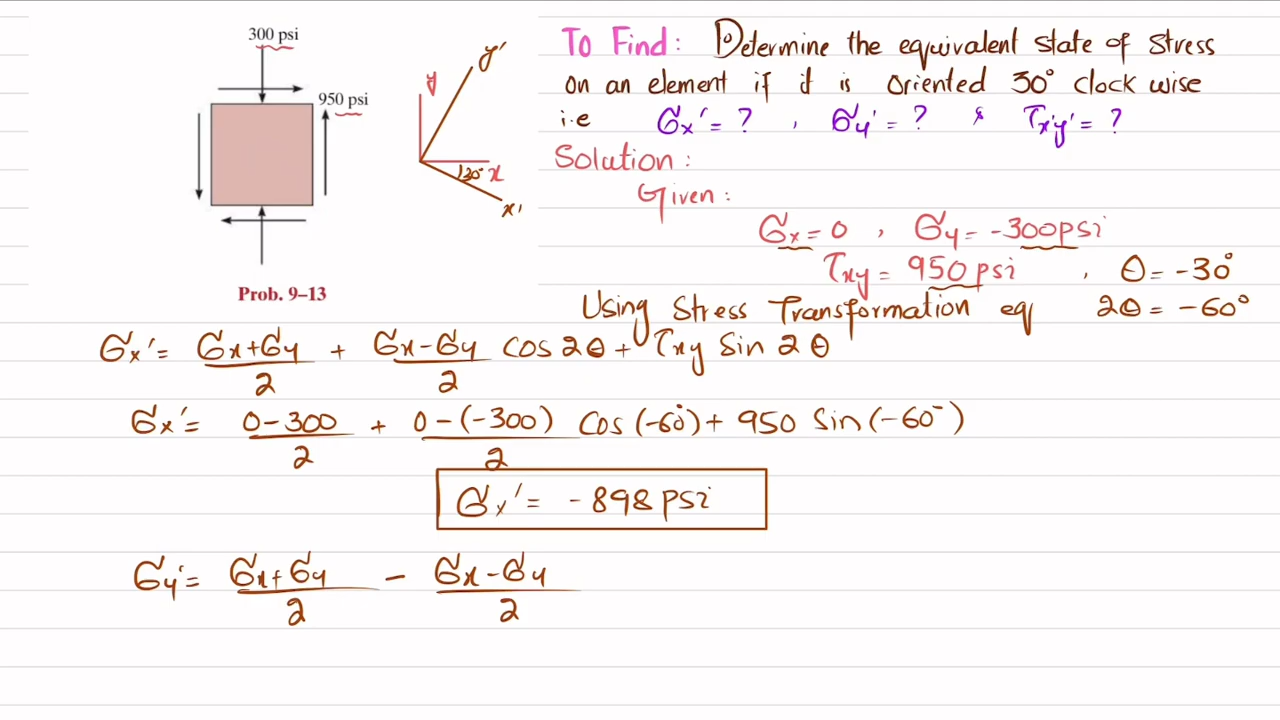 300 psi
950 psi
y
y'
30° x
x'
Prob. 9–13
To Find: Determine the equivalent state of stress
on an element if it is oriented 30° clock wise
i.e σx' = ? , σy' = ? & τx'y' = ?
Solution:
Given:
σx = 0 , σy = -300psi
τxy = 950 psi , θ = -30°
Using Stress Transformation eq 2θ = -60°
σx' = (σx+σy)/2 + (σx-σy)/2 cos 2θ + τxy Sin 2θ
σx' = (0-300)/2 + (0-(-300))/2 Cos(-60°) + 950 Sin(-60°)
σx' = -898 psi
σy' = (σx+σy)/2 - (σx-σy)/2